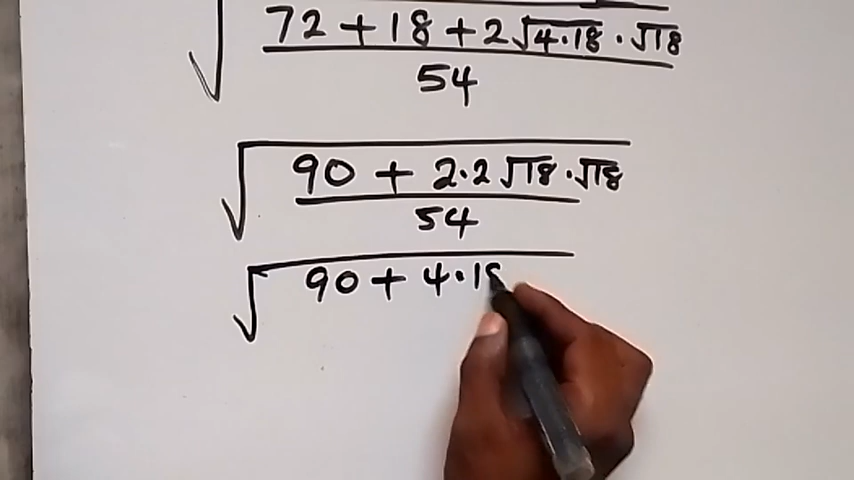 √(72 + 18 + 2√(4·18) · √18 / 54)
√(90 + 2·2√18 · √18 / 54)
√(90 + 4·18